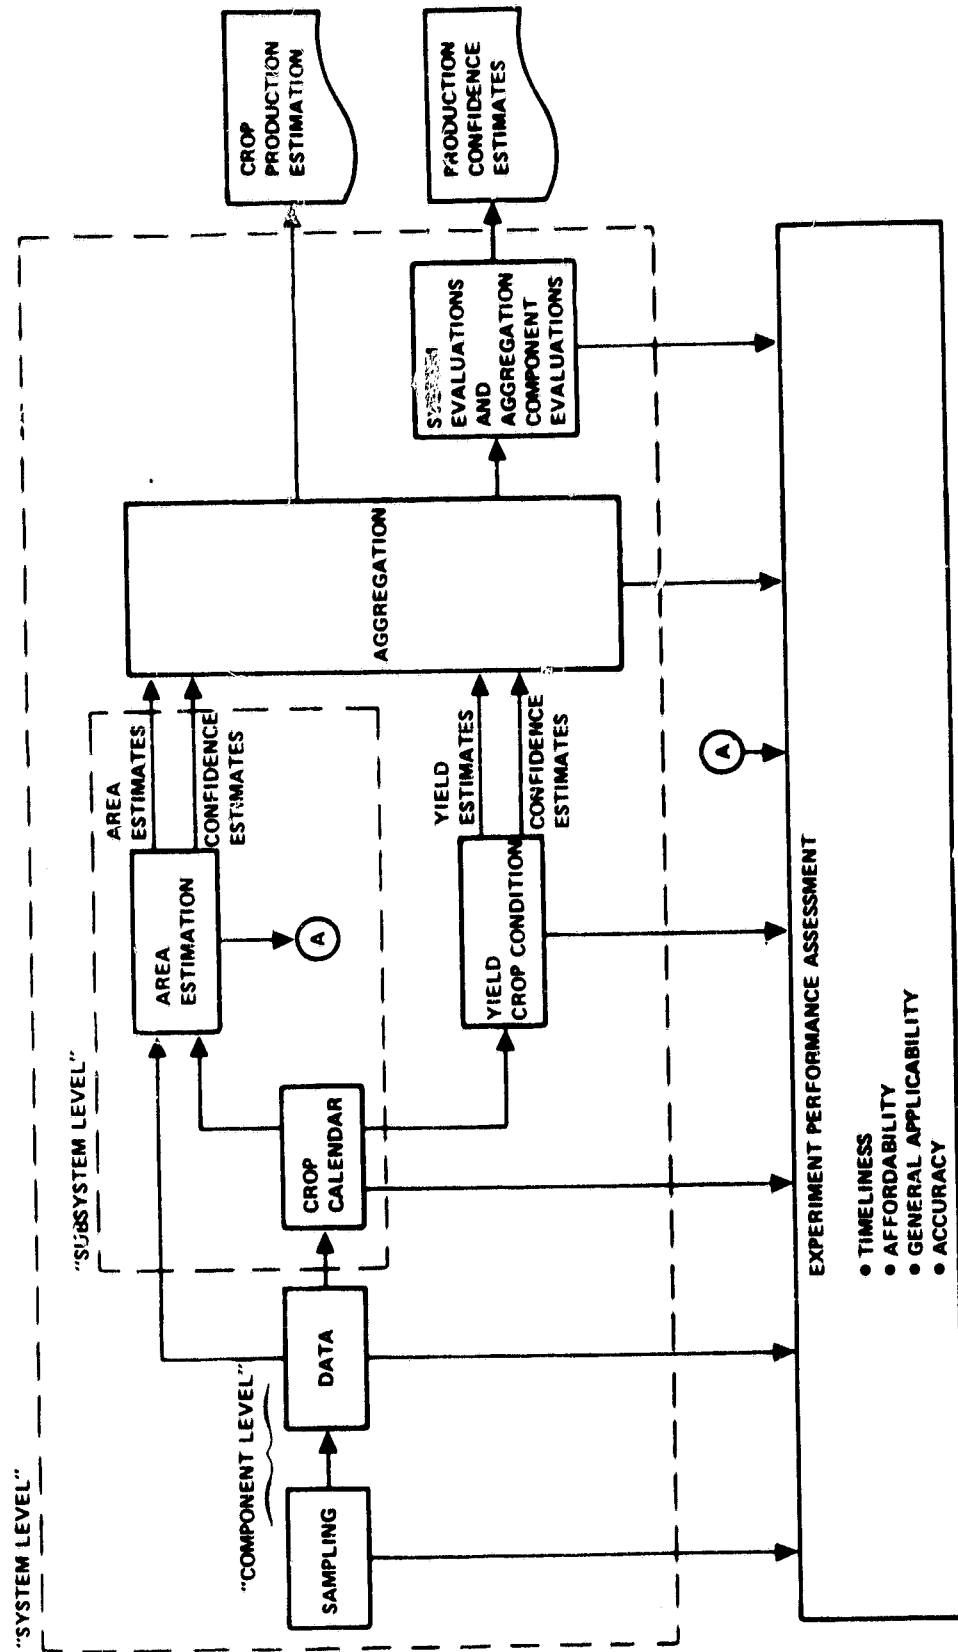 "SYSTEM LEVEL"
"SUBSYSTEM LEVEL"
"COMPONENT LEVEL"
SAMPLING
DATA
CROP
CALENDAR
AREA
ESTIMATION
A
AREA
ESTIMATES
CONFIDENCE
ESTIMATES
YIELD
CROP CONDITION
YIELD
ESTIMATES
CONFIDENCE
ESTIMATES
AGGREGATION
EVALUATIONS
AND
AGGREGATION
COMPONENT
EVALUATIONS
CROP
PRODUCTION
ESTIMATION
PRODUCTION
CONFIDENCE
ESTIMATES
A
EXPERIMENT PERFORMANCE ASSESSMENT
● TIMELINESS
● AFFORDABILITY
● GENERAL APPLICABILITY
● ACCURACY